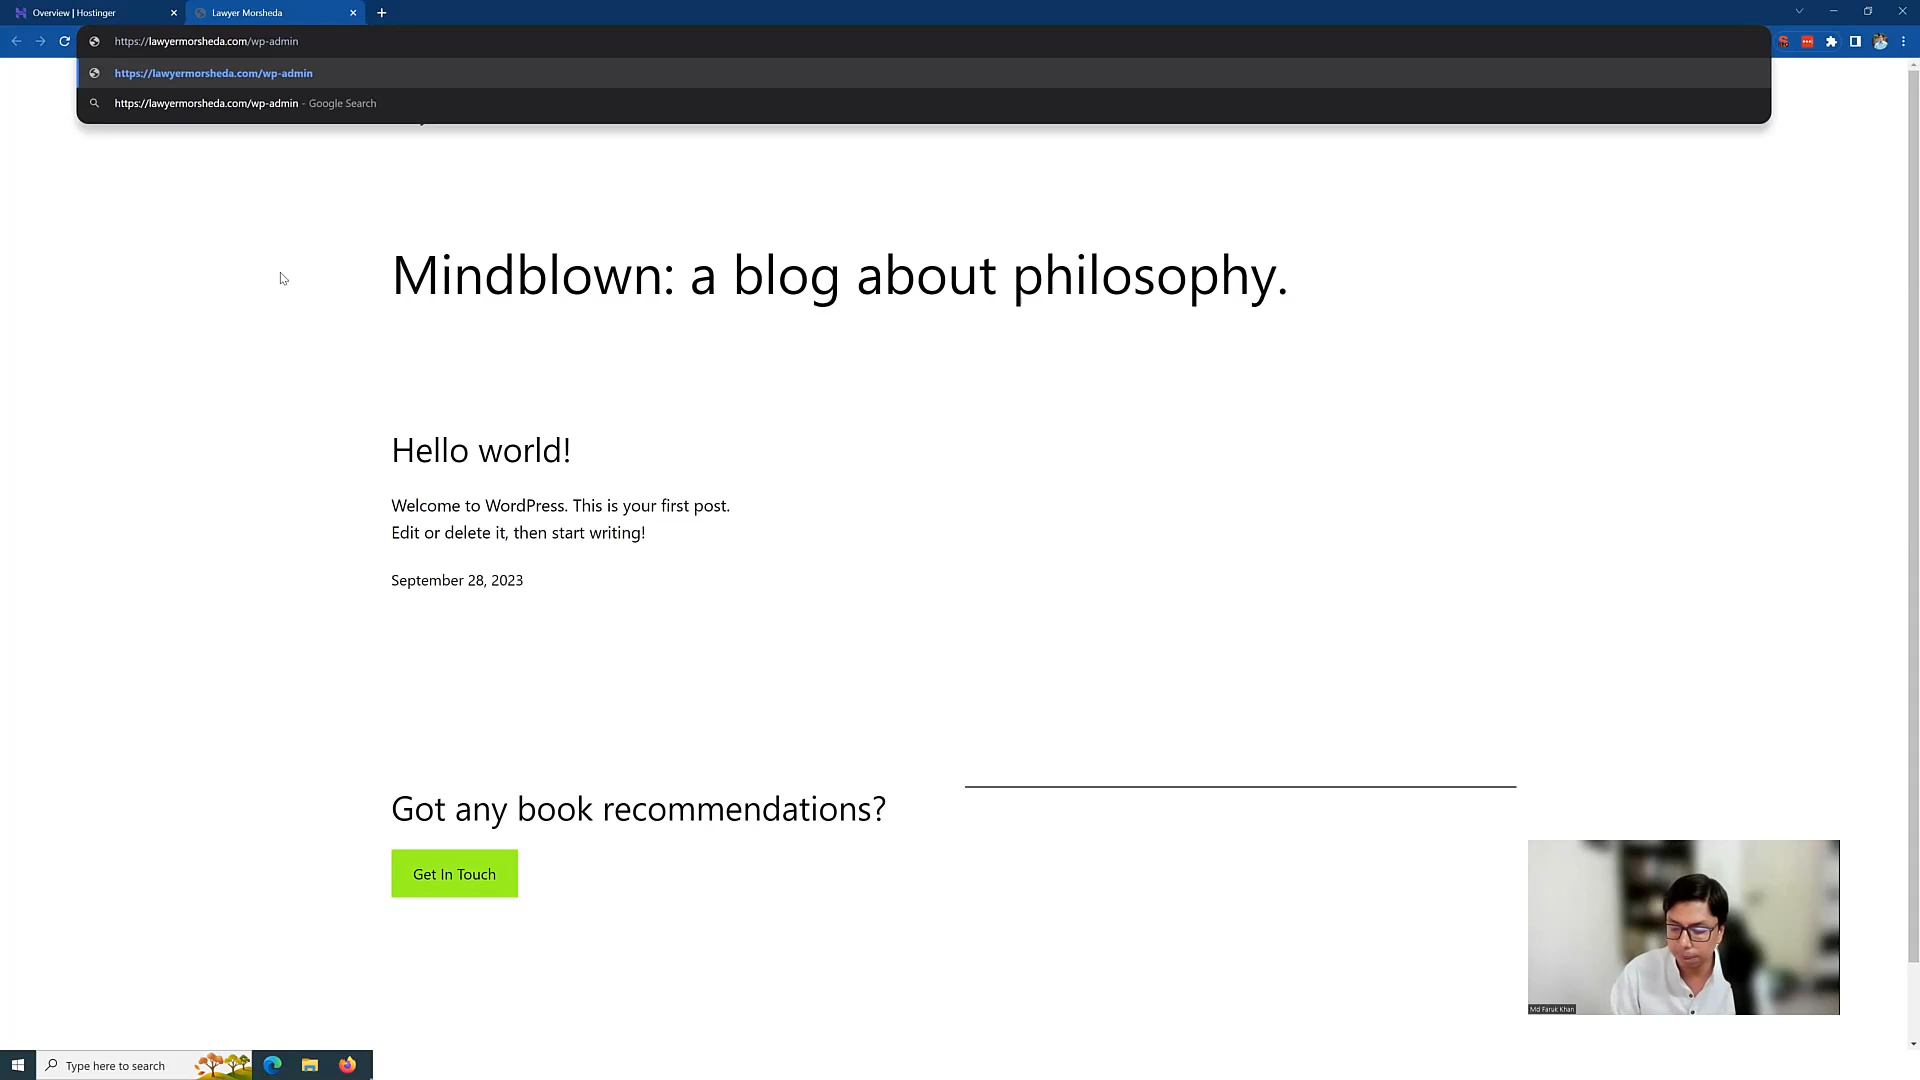 Overview | Hostinger
Lawyer Morsheda
https://lawyermorsheda.com/wp-admin
https://lawyermorsheda.com/wp-admin
https://lawyermorsheda.com/wp-admin - Google Search
Mindblown: a blog about philosophy.
Hello world!
Welcome to WordPress. This is your first post.
Edit or delete it, then start writing!
September 28, 2023
Got any book recommendations?
Get In Touch
Md Faruk Khan
Type here to search